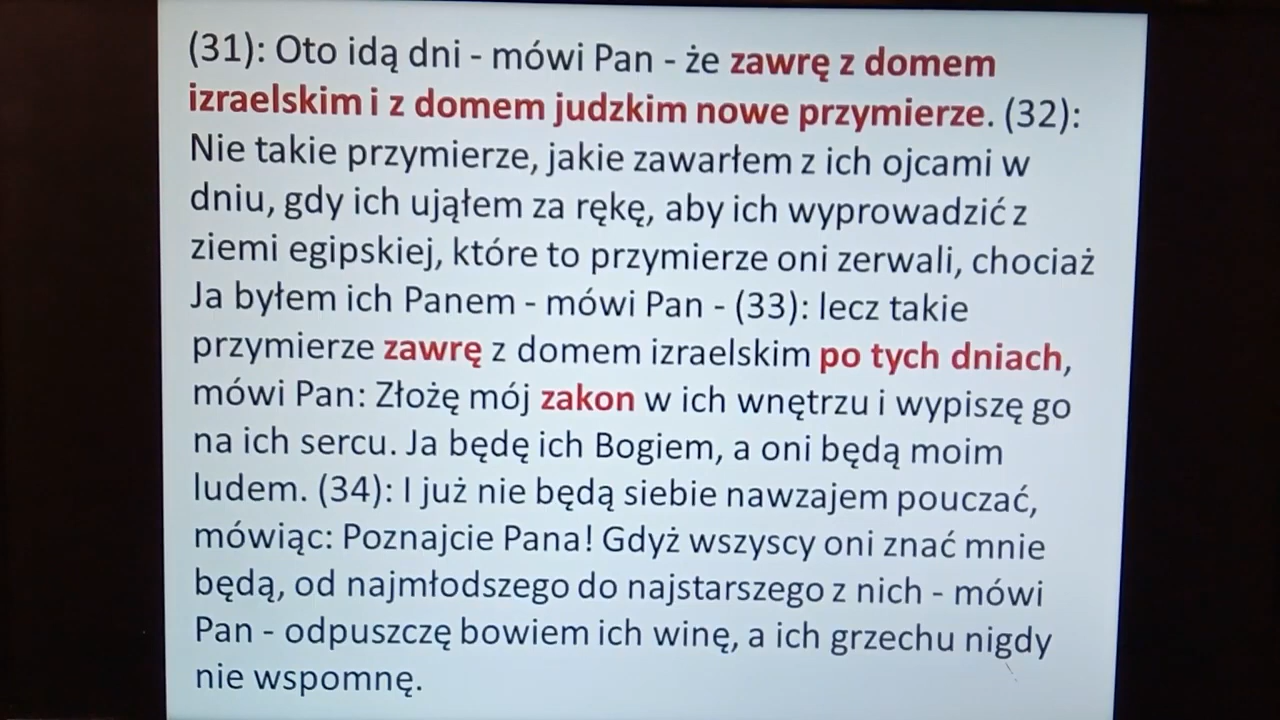 (31): Oto idą dni - mówi Pan - że zawrę z domem
izraelskim i z domem judzkim nowe przymierze. (32):
Nie takie przymierze, jakie zawarłem z ich ojcami w
dniu, gdy ich ująłem za rękę, aby ich wyprowadzić z
ziemi egipskiej, które to przymierze oni zerwali, chociaż
Ja byłem ich Panem - mówi Pan - (33): lecz takie
przymierze zawrę z domem izraelskim po tych dniach,
mówi Pan: Złożę mój zakon w ich wnętrzu i wypiszę go
na ich sercu. Ja będę ich Bogiem, a oni będą moim
ludem. (34): I już nie będą siebie nawzajem pouczać,
mówiąc: Poznajcie Pana! Gdyż wszyscy oni znać mnie
będą, od najmłodszego do najstarszego z nich - mówi
Pan - odpuszczę bowiem ich winę, a ich grzechu nigdy
nie wspomnę.